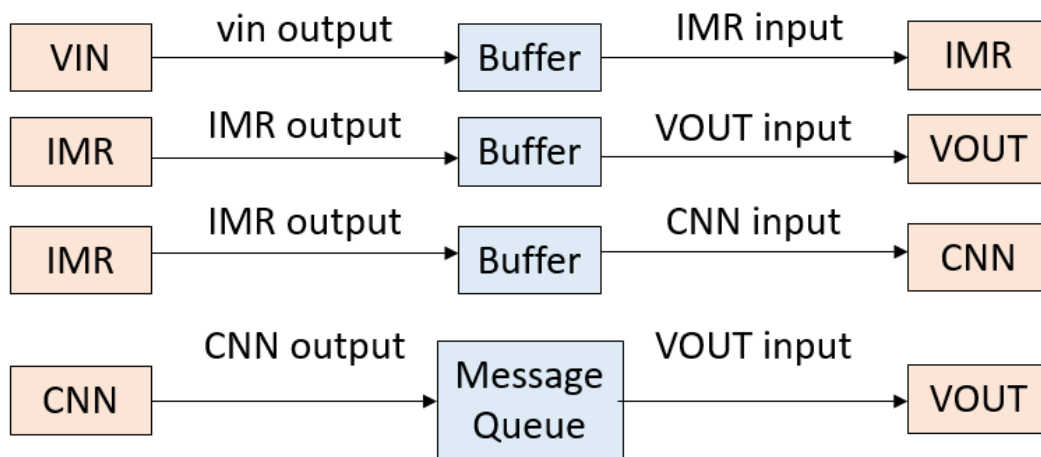 vin output
IMR input
VIN
Buffer
IMR
IMR output
VOUT input
IMR
Buffer
VOUT
IMR output
CNN input
IMR
Buffer
CNN
CNN output
VOUT input
CNN
Message
Queue
VOUT